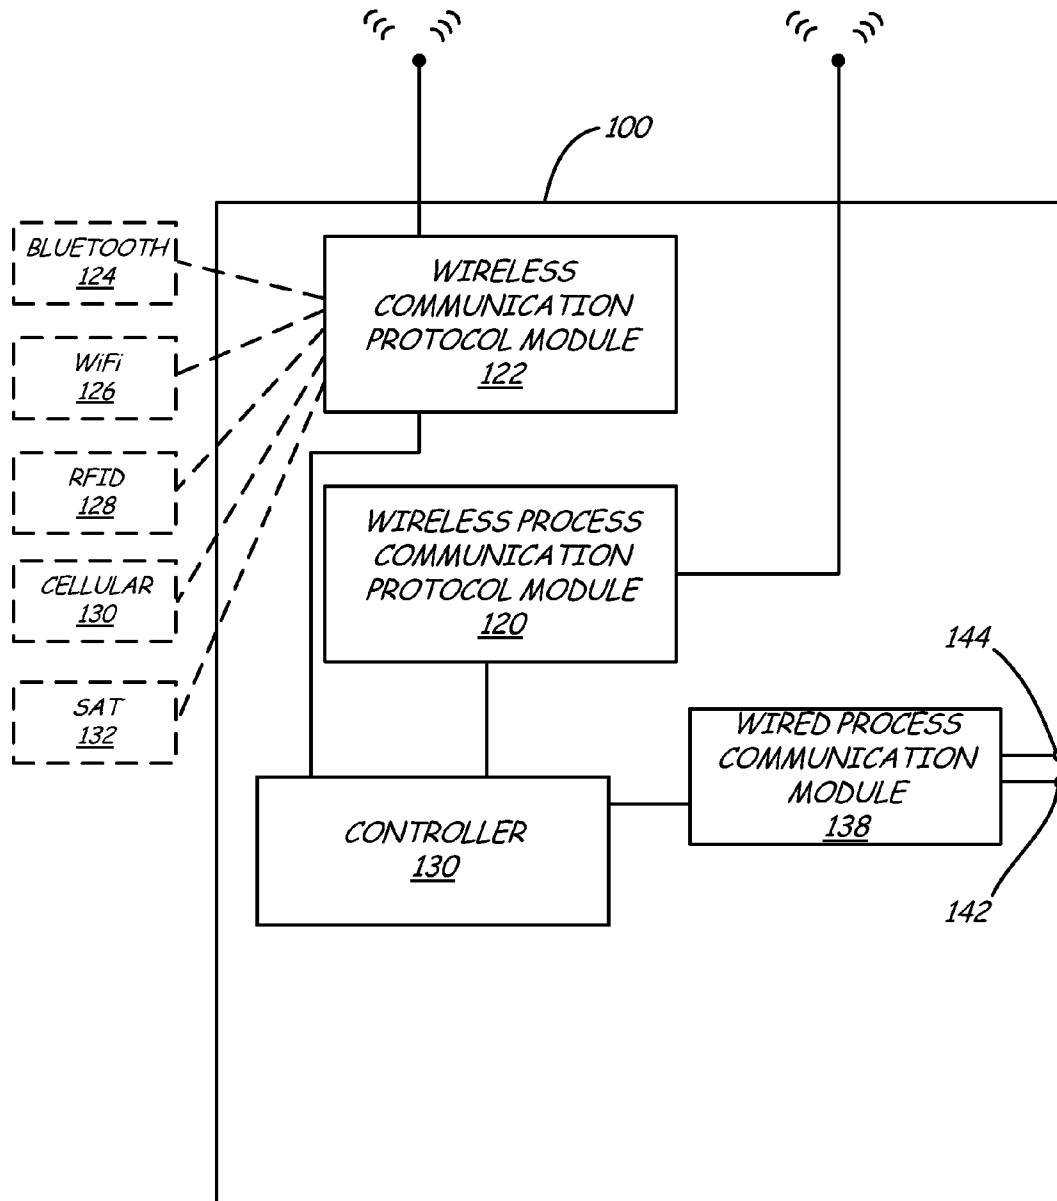 100
BLUETOOTH
124
WiFi
126
RFID
128
CELLULAR
130
SAT
132
WIRELESS
COMMUNICATION
PROTOCOL MODULE
122
WIRELESS PROCESS
COMMUNICATION
PROTOCOL MODULE
120
144
WIRED PROCESS
COMMUNICATION
MODULE
138
CONTROLLER
130
142